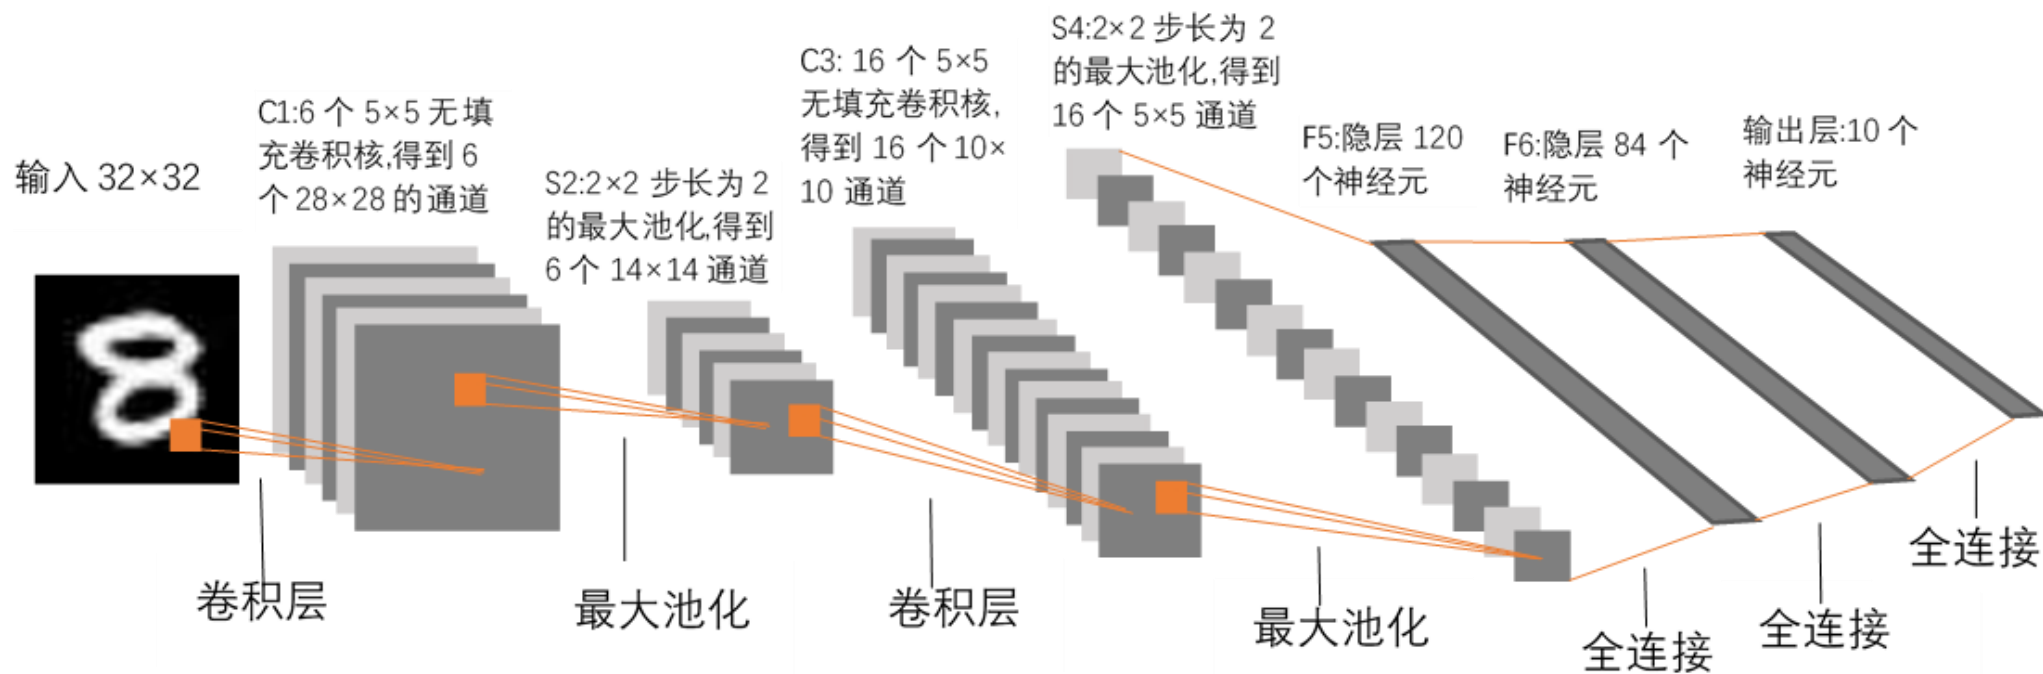 输入 32×32
C1:6 个 5×5 无填
充卷积核,得到 6
个 28×28 的通道
S2:2×2 步长为 2
的最大池化,得到
6 个 14×14 通道
C3: 16 个 5×5
无填充卷积核,
得到 16 个 10×
10 通道
S4:2×2 步长为 2
的最大池化,得到
16 个 5×5 通道
F5:隐层 120
个神经元
F6:隐层 84 个
神经元
输出层:10 个
神经元
卷积层
最大池化
卷积层
最大池化
全连接
全连接
全连接